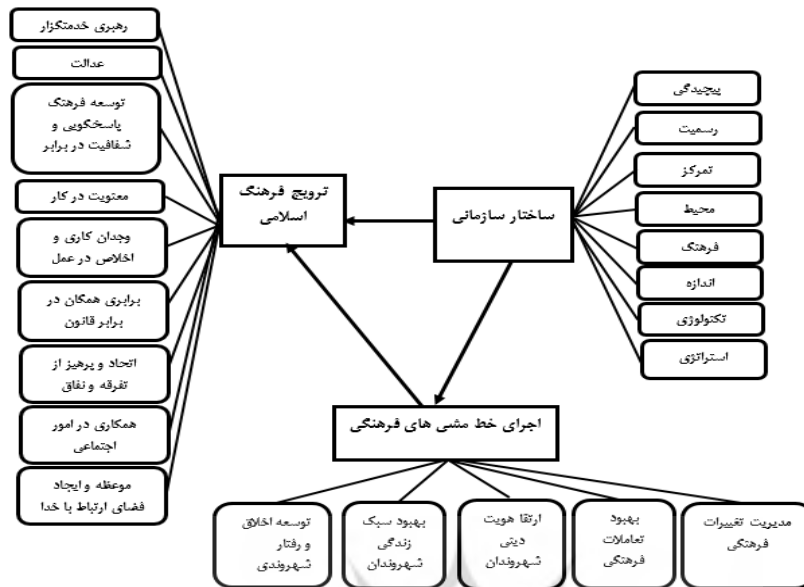 رهبری خدمتگزار
عدالت
توسعه فرهنگ
پاسخگویی و
شفافیت در برابر
معنویت در کار
وجدان کاری و
اخلاص در عمل
برابری همگان در
برابر قانون
اتحاد و پرهیز از
تفرقه و نفاق
همکاری در امور
اجتماعی
موعظه و ایجاد
فضای ارتباط با خدا
ترویج فرهنگ
اسلامی
ساختار سازمانی
پیچیدگی
رسمیت
تمرکز
محیط
فرهنگ
اندازه
تکنولوژی
استراتژی
اجرای خط مشی های فرهنگی
مدیریت تغییرات
فرهنگی
بهبود
تعاملات
فرهنگی
ارتقا هویت
دینی
شهروندان
بهبود سبک
زندگی
شهروندان
توسعه اخلاق
و رفتار
شهروندی